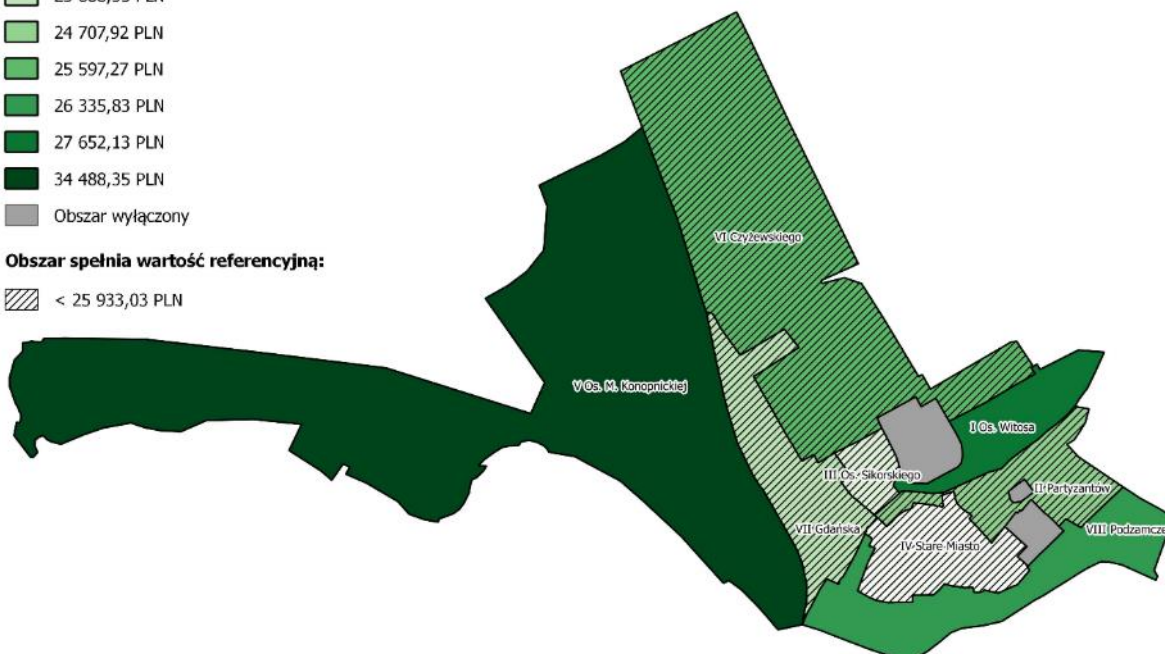 24 707,92 PLN
25 597,27 PLN
26 335,83 PLN
27 652,13 PLN
34 488,35 PLN
Obszar wyłączony
Obszar spełnia wartość referencyjną:
< 25 933,03 PLN
VI Czyżewskiego
V Os. M. Konopnickiej
I Os. Witosa
III Os. Sikorskiego
II Partyzantów
VII Gdańska
IV Stare Miasto
VIII Podzamcze